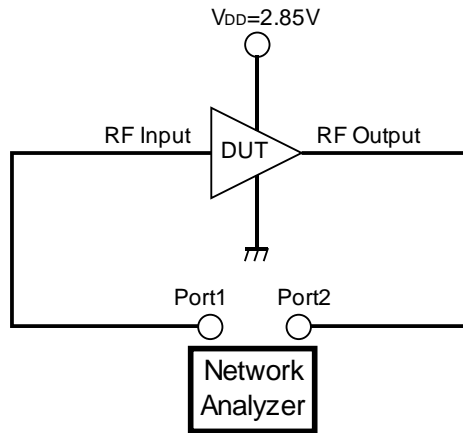 VDD=2.85V
RF Input
DUT
RF Output
Port1
Port2
Network
Analyzer